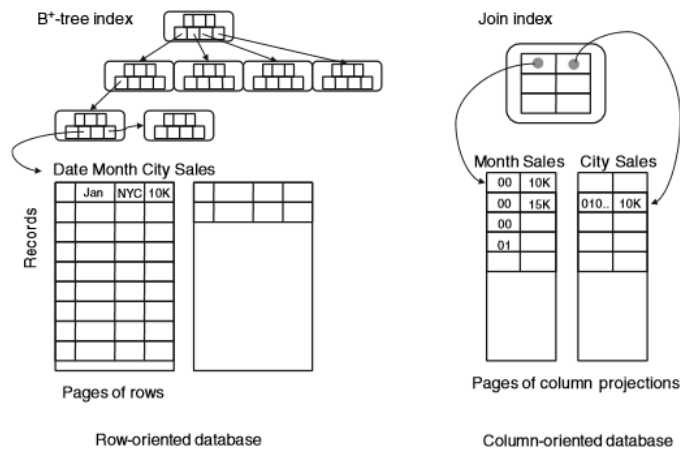 B+-tree index
Join index
Date Month City Sales
Jan NYC 10K
Records
Pages of rows
Row-oriented database
Month Sales
City Sales
00 10K
00 15K
00
01
010.. 10K
Pages of column projections
Column-oriented database